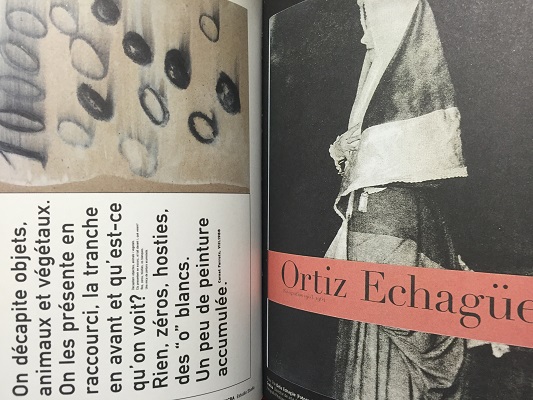 10000
On décapite objets,
animaux et végétaux.
On les présente en
raccourci, la tranche
en avant et qu'est-ce
qu'on voit?
Rien, zéros, hosties,
des "o" blancs.
Un peu de peinture
accumulée.
Ortiz Echagüe